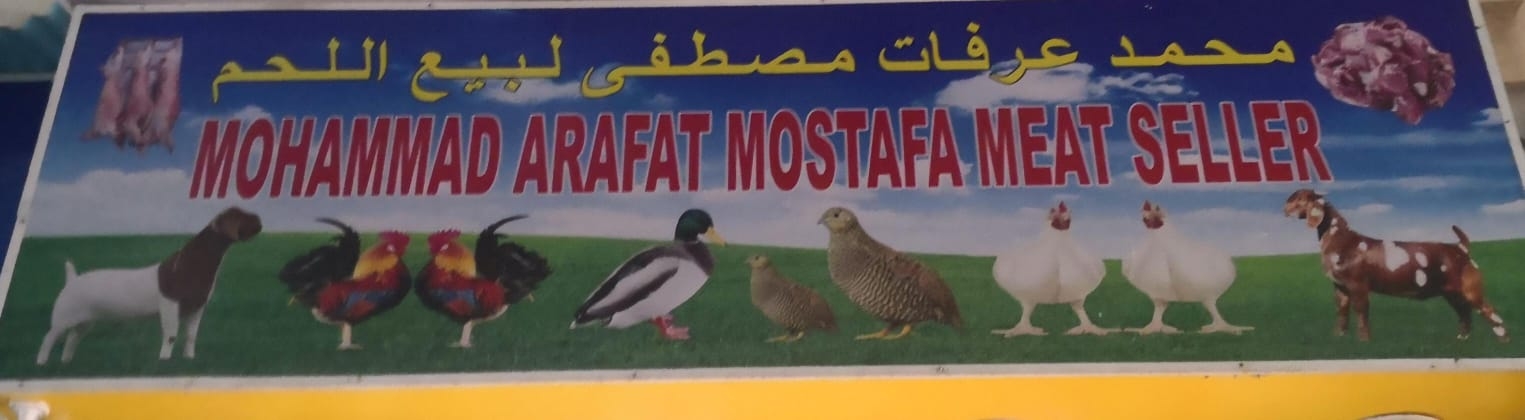 محمد عرفات مصطفى لبيع اللحم
MOHAMMAD ARAFAT MOSTAFA MEAT SELLER